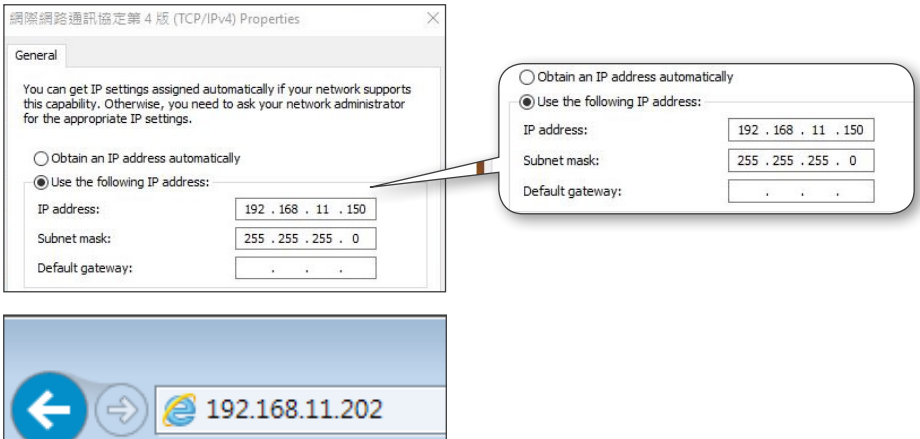 網際網路通訊協定第 4 版 (TCP/IPv4) Properties
General
You can get IP settings assigned automatically if your network supports
this capability. Otherwise, you need to ask your network administrator
for the appropriate IP settings.
Obtain an IP address automatically
Use the following IP address:
IP address: 192 . 168 . 11 . 150
Subnet mask: 255 . 255 . 255 . 0
Default gateway: . . .
Obtain an IP address automatically
Use the following IP address:
IP address: 192 . 168 . 11 . 150
Subnet mask: 255 . 255 . 255 . 0
Default gateway: . . .
192.168.11.202